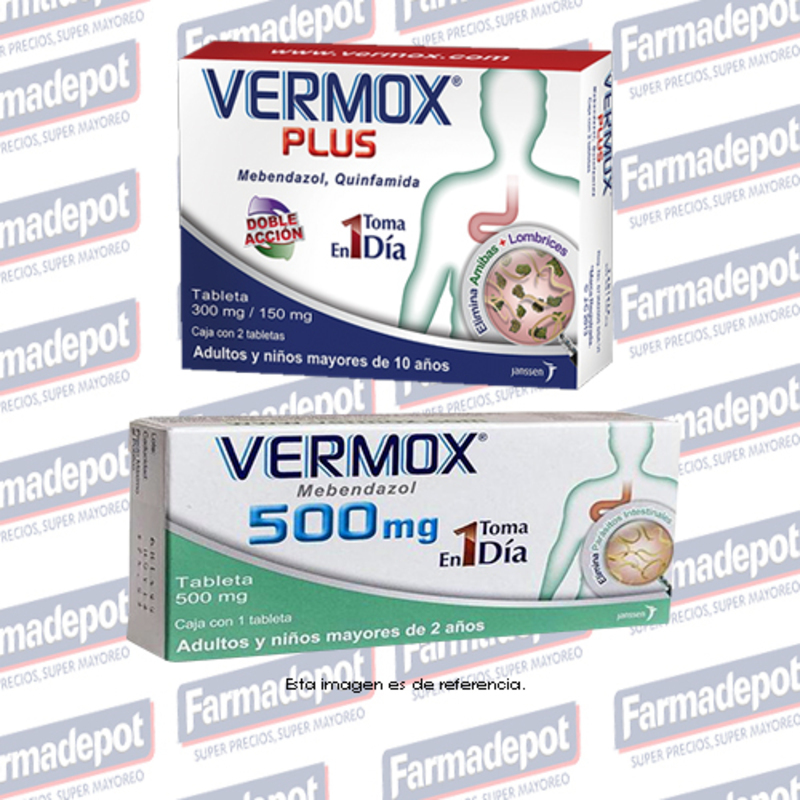 www.vermox.com
VERMOX®
PLUS
Mebendazol, Quinfamida
DOBLE
ACCIÓN
En 1 Toma
Día
Elimina Amibas + Lombrices
Tableta
300 mg / 150 mg
Caja con 2 tabletas
Adultos y niños mayores de 10 años
janssen
VERMOX
PLUS
VERMOX®
Mebendazol
500mg
En 1 Toma
Día
Elimina Parásitos Intestinales
Tableta
500 mg
Caja con 1 tableta
Adultos y niños mayores de 2 años
janssen
Esta imagen es de referencia.
Farmadepot
SUPER PRECIOS, SUPER MAYOREO